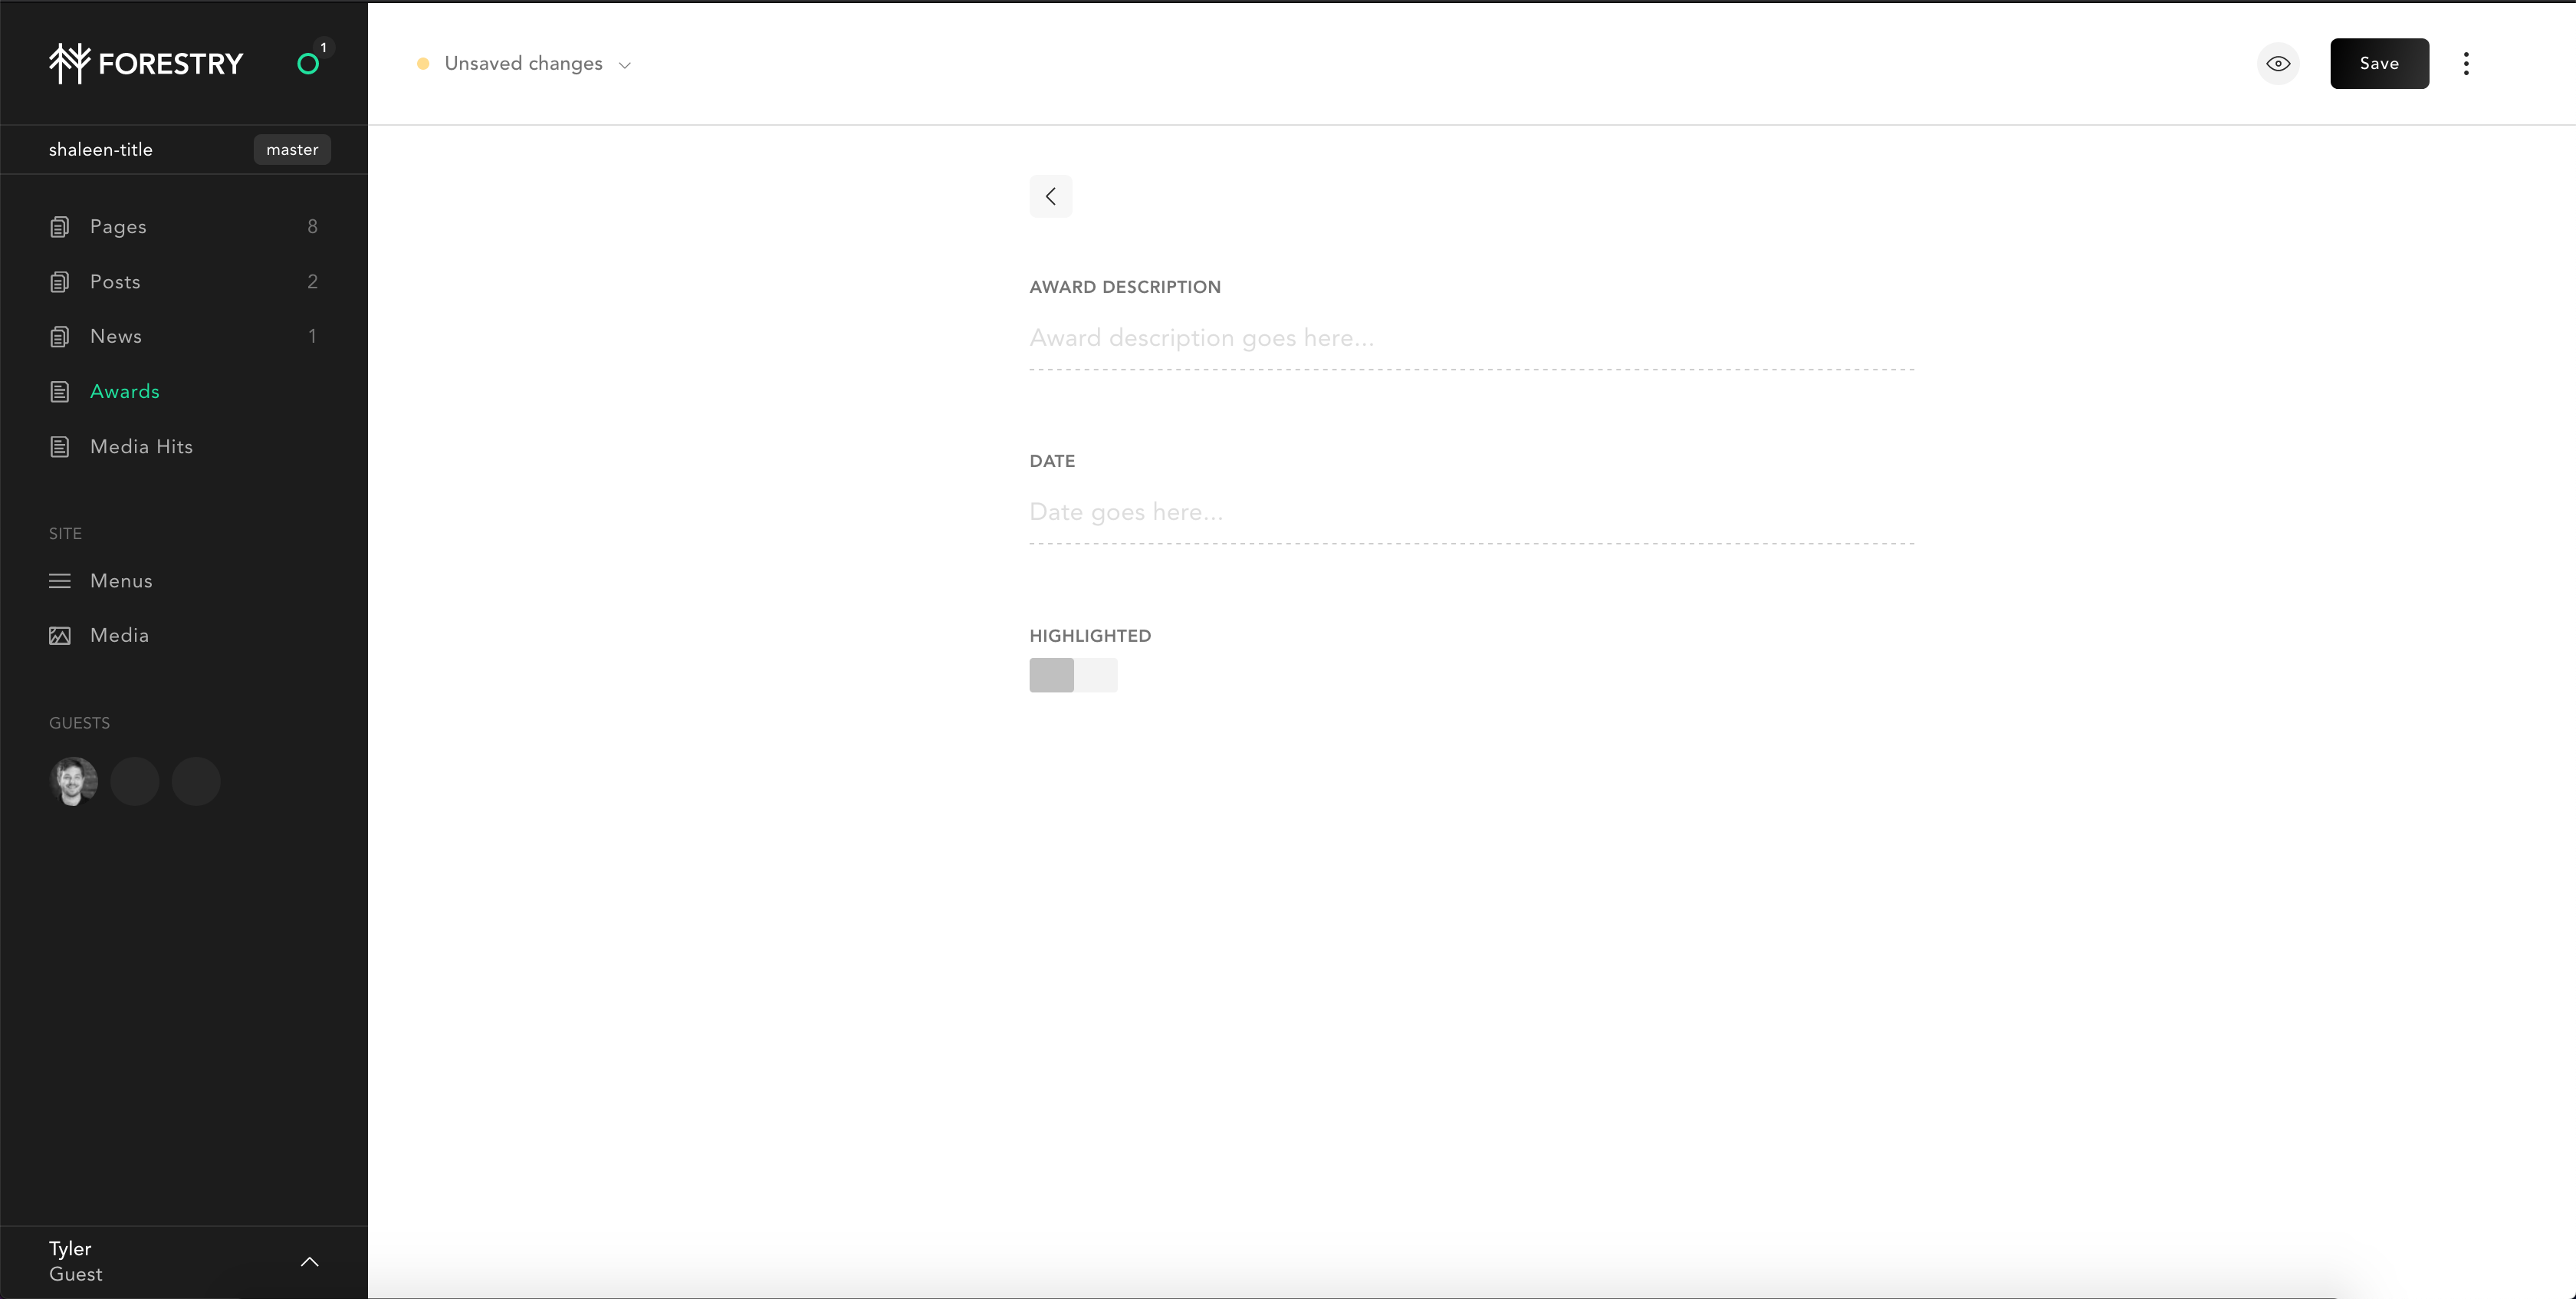 FORESTRY
1
shaleen-title
master
Pages 8
Posts 2
News 1
Awards
Media Hits
SITE
Menus
Media
GUESTS
Tyler
Guest
Unsaved changes
Save
AWARD DESCRIPTION
Award description goes here...
DATE
Date goes here...
HIGHLIGHTED